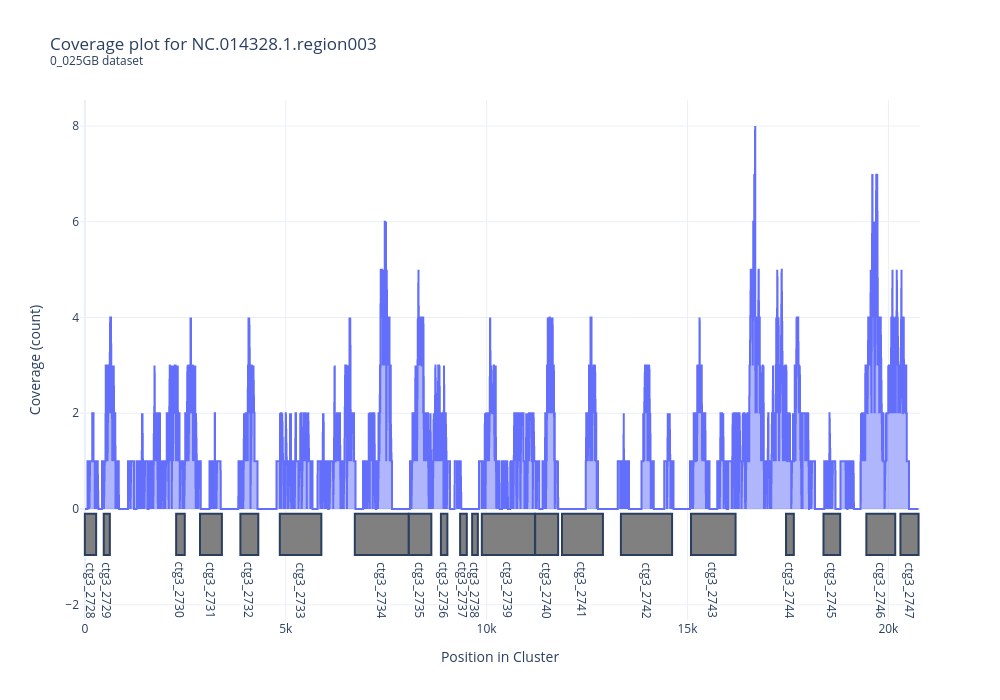 Coverage plot for NC.014328.1.region003
0_025GB dataset
Coverage (count)
8
6
4
2
0
−2
ctg3_2728
ctg3_2729
ctg3_2730
ctg3_2731
ctg3_2732
ctg3_2733
ctg3_2734
ctg3_2735
ctg3_2736
ctg3_2737
ctg3_2738
ctg3_2739
ctg3_2740
ctg3_2741
ctg3_2742
ctg3_2743
ctg3_2744
ctg3_2745
ctg3_2746
ctg3_2747
0 5k 10k 15k 20k
Position in Cluster